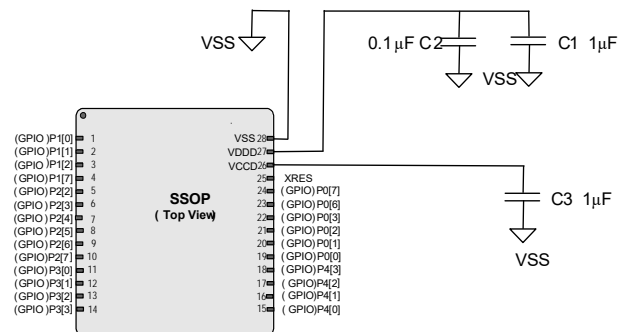 VSS
0.1 µF C2
C1 1µF
VSS
(GPIO )P1[0] 1
(GPIO)P1[1] 2
(GPIO )P1[2] 3
(GPIO )P1[7] 4
(GPIO )P2[2] 5
(GPIO )P2[3] 6
(GPIO )P2[4] 7
(GPIO )P2[5] 8
(GPIO )P2[6] 9
(GPIO)P2[7] 10
(GPIO )P3[0] 11
(GPIO )P3[1] 12
(GPIO )P3[2] 13
(GPIO )P3[3] 14
SSOP
( Top View)
VSS 28
VDDD 27
VCCD 26
25 XRES
24 (GPIO) P0[7]
23 (GPIO) P0[6]
22 (GPIO) P0[3]
21 (GPIO) P0[2]
20 (GPIO) P0[1]
19 (GPIO) P0[0]
18 (GPIO) P4[3]
17 (GPIO)P4[2]
16 (GPIO)P4[1]
15 (GPIO)P4[0]
C3 1µF
VSS